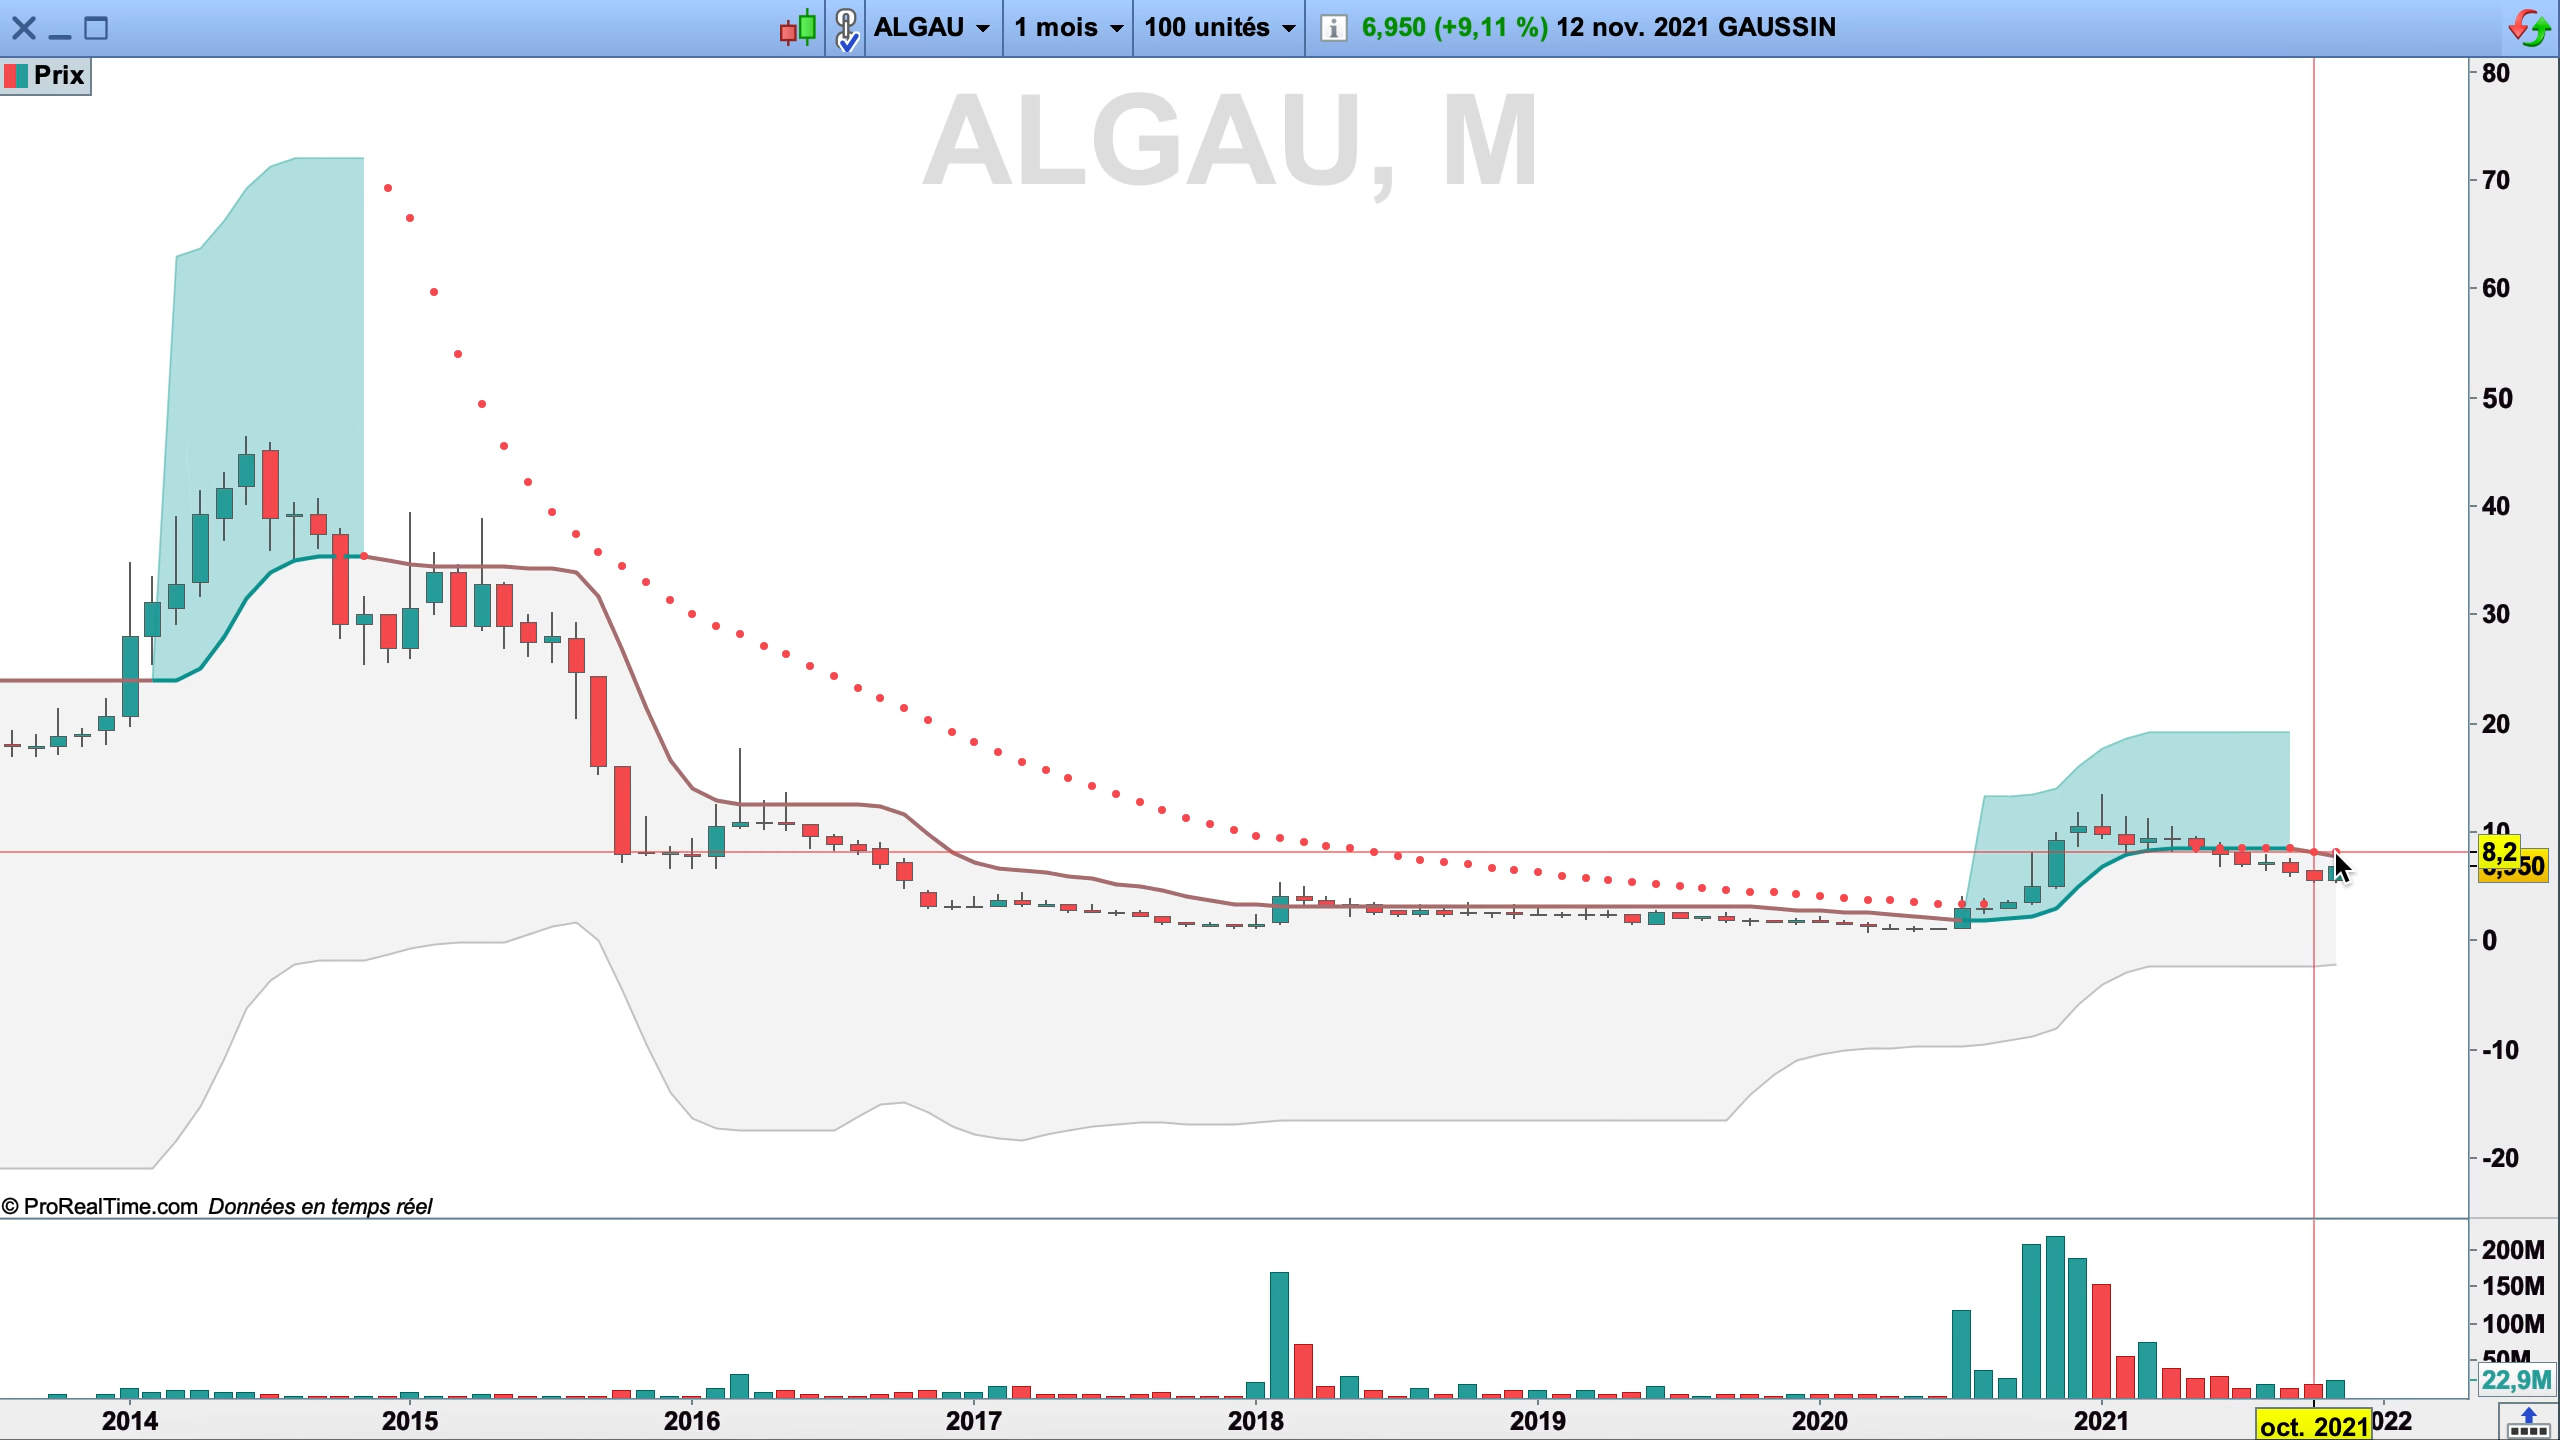 ALGAU 1 mois 100 unités 6,950 (+9,11 %) 12 nov. 2021 GAUSSIN
Prix
ALGAU, M
80
70
60
50
40
30
20
10
8,2
0
-10
-20
© ProRealTime.com Données en temps réel
200M
150M
100M
50M
22,9M
2014 2015 2016 2017 2018 2019 2020 2021 oct. 2021